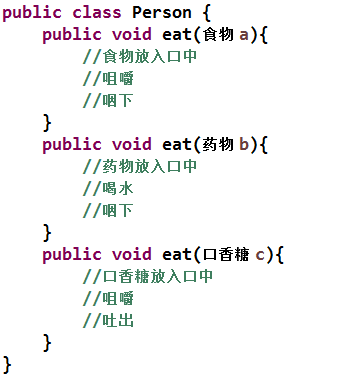 public class Person {
    public void eat(食物 a){
        //食物放入口中
        //咀嚼
        //咽下
    }
    public void eat(药物 b){
        //药物放入口中
        //喝水
        //咽下
    }
    public void eat(口香糖 c){
        //口香糖放入口中
        //咀嚼
        //吐出
    }
}